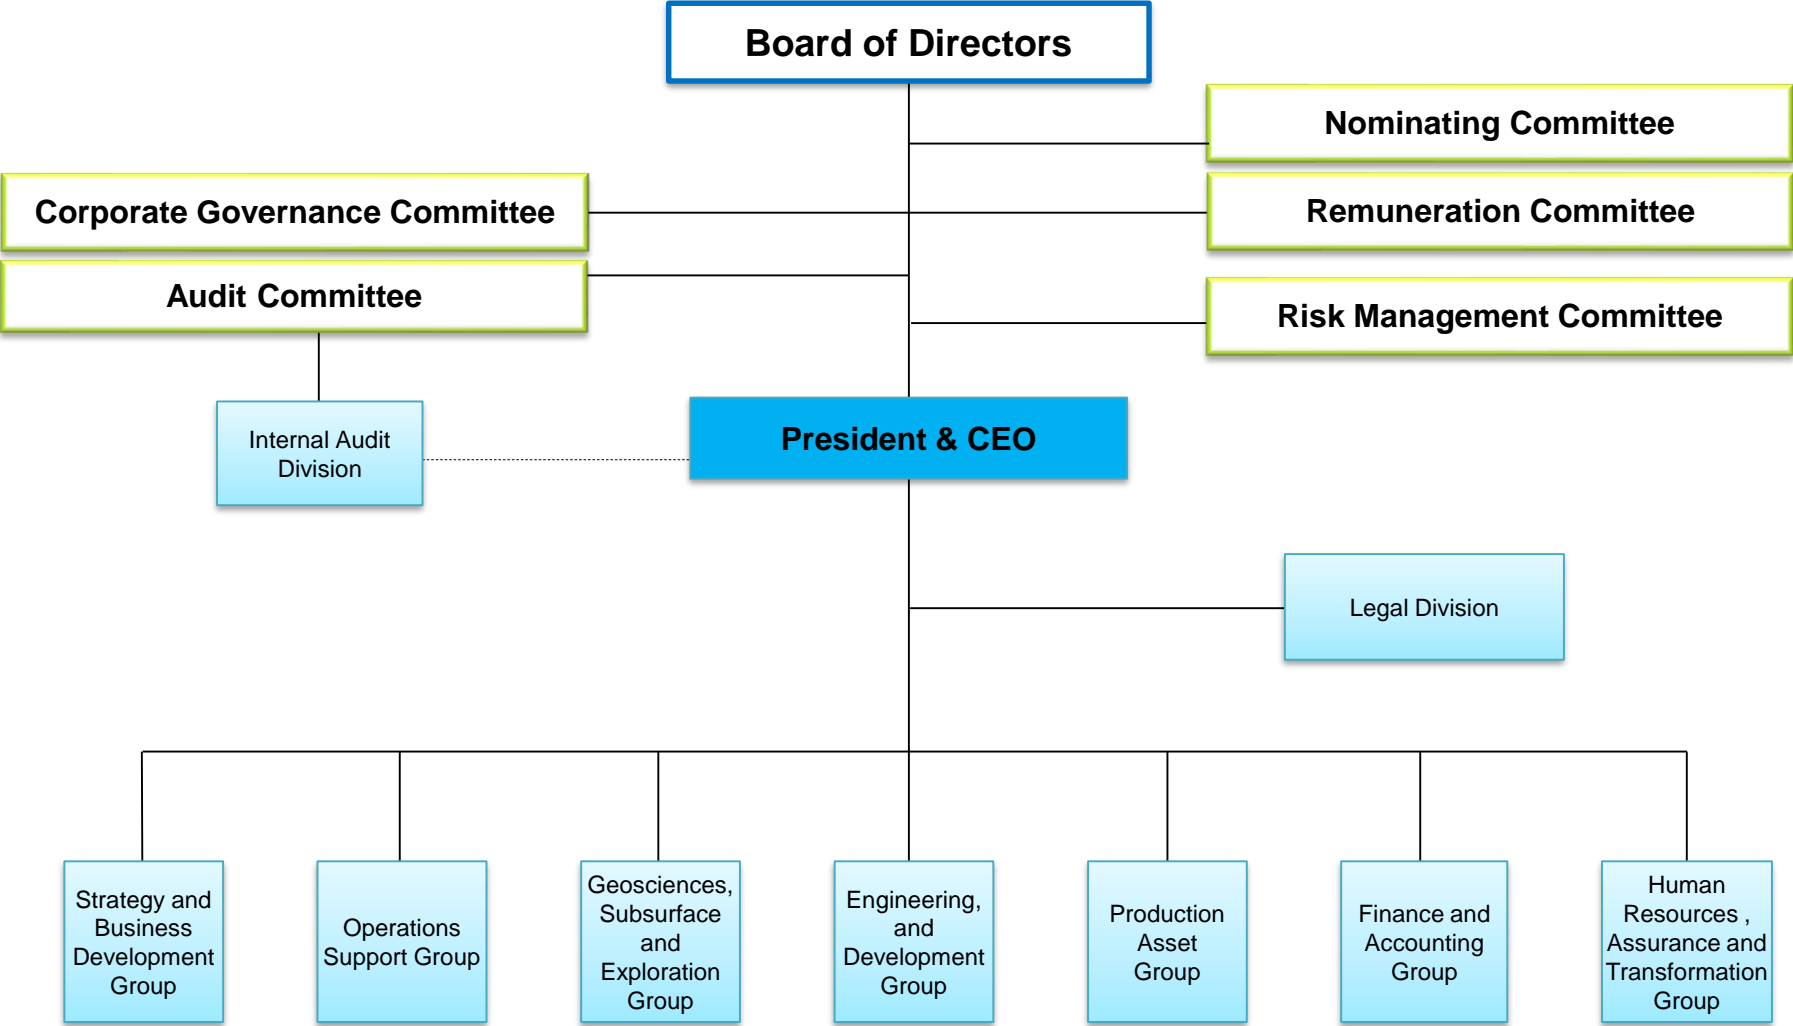 Board of Directors
Nominating Committee
Corporate Governance Committee
Remuneration Committee
Audit Committee
Risk Management Committee
Internal Audit
Division
President & CEO
Legal Division
Strategy and
Business
Development
Group
Operations
Support Group
Geosciences,
Subsurface
and
Exploration
Group
Engineering,
and
Development
Group
Production
Asset
Group
Finance and
Accounting
Group
Human
Resources ,
Assurance and
Transformation
Group